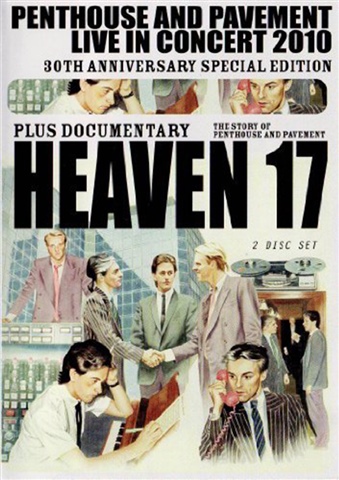 PENTHOUSE AND PAVEMENT
LIVE IN CONCERT 2010
30TH ANNIVERSARY SPECIAL EDITION
PLUS DOCUMENTARY
THE STORY OF
PENTHOUSE AND PAVEMENT
HEAVEN 17
2 DISC SET